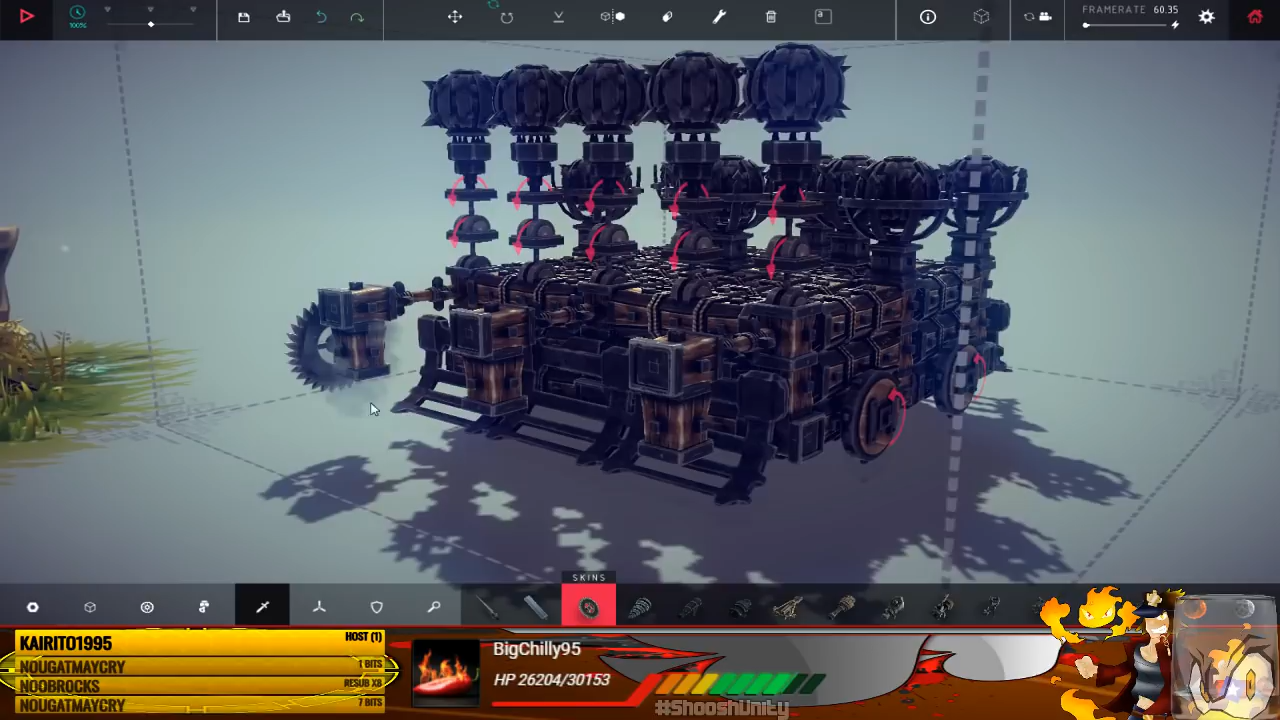 100%
FRAMERATE 60.35
SKINS
KAIRITO1995
HOST (1)
NOUGATMAYCRY
1 BITS
NOOBROCKS
RESUB X8
NOUGATMAYCRY
7 BITS
BigChilly95
HP 26204/30153
#ShooshUnity